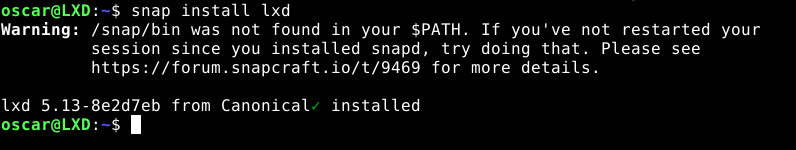 oscar@LXD:~$ snap install lxd
Warning: /snap/bin was not found in your $PATH. If you've not restarted your
session since you installed snapd, try doing that. Please see
https://forum.snapcraft.io/t/9469 for more details.
lxd 5.13-8e2d7eb from Canonical✓ installed
oscar@LXD:~$